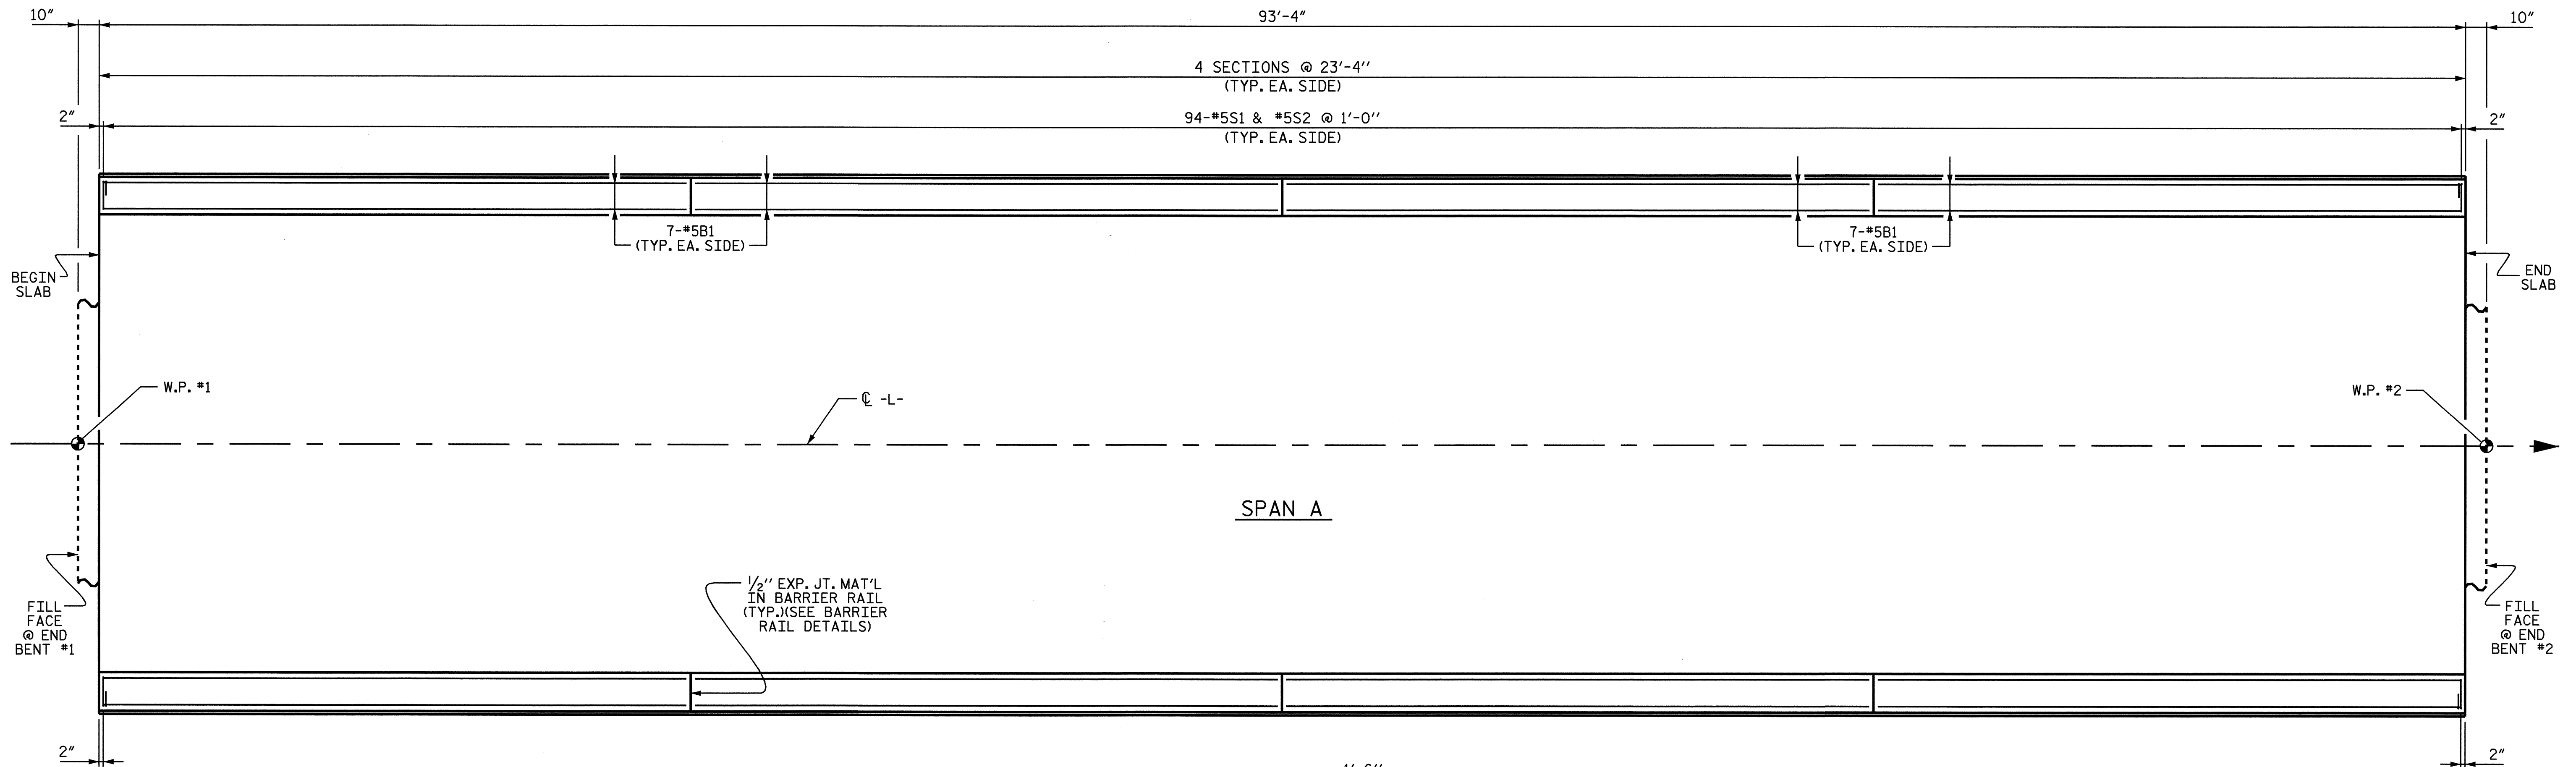 10"
93'-4"
10"
4 SECTIONS @ 23'-4"
(TYP. EA. SIDE)
2"
94-#5S1 & #5S2 @ 1'-0"
(TYP. EA. SIDE)
2"
7-#5B1
(TYP. EA. SIDE)
7-#5B1
(TYP. EA. SIDE)
BEGIN
SLAB
END
SLAB
W.P. #1
℄ -L-
W.P. #2
SPAN A
1/2" EXP. JT. MAT'L
IN BARRIER RAIL
(TYP.)(SEE BARRIER
RAIL DETAILS)
FILL
FACE
@ END
BENT #1
FILL
FACE
@ END
BENT #2
2"
2"